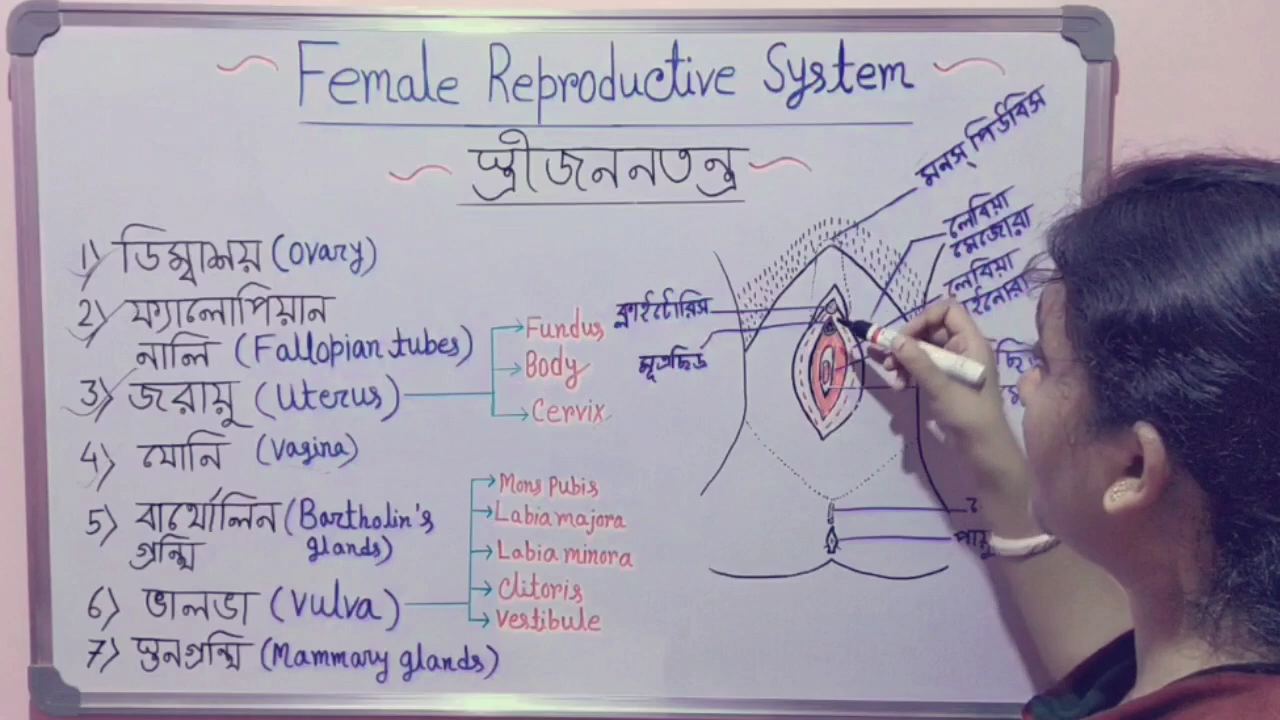 Female Reproductive System
স্ত্রীজননতন্ত্র
1) ডিম্বাশয় (Ovary)
2) ফ্যালোপিয়ান
নালি (Fallopian tubes)
3) জরায়ু (Uterus)
Fundus
Body
Cervix
4) যোনি (Vagina)
5) বার্থোলিন (Bartholin's
গ্রন্থি glands)
6) ভালভা (Vulva)
Mons Pubis
Labia majora
Labia minora
Clitoris
Vestibule
7) স্তনগ্রন্থি (Mammary glands)
মনস্ পিউবিস
লেবিয়া
মেজোরা
লেবিয়া
ক্লাইটোরিস
মূত্রছিদ্র
পায়ু